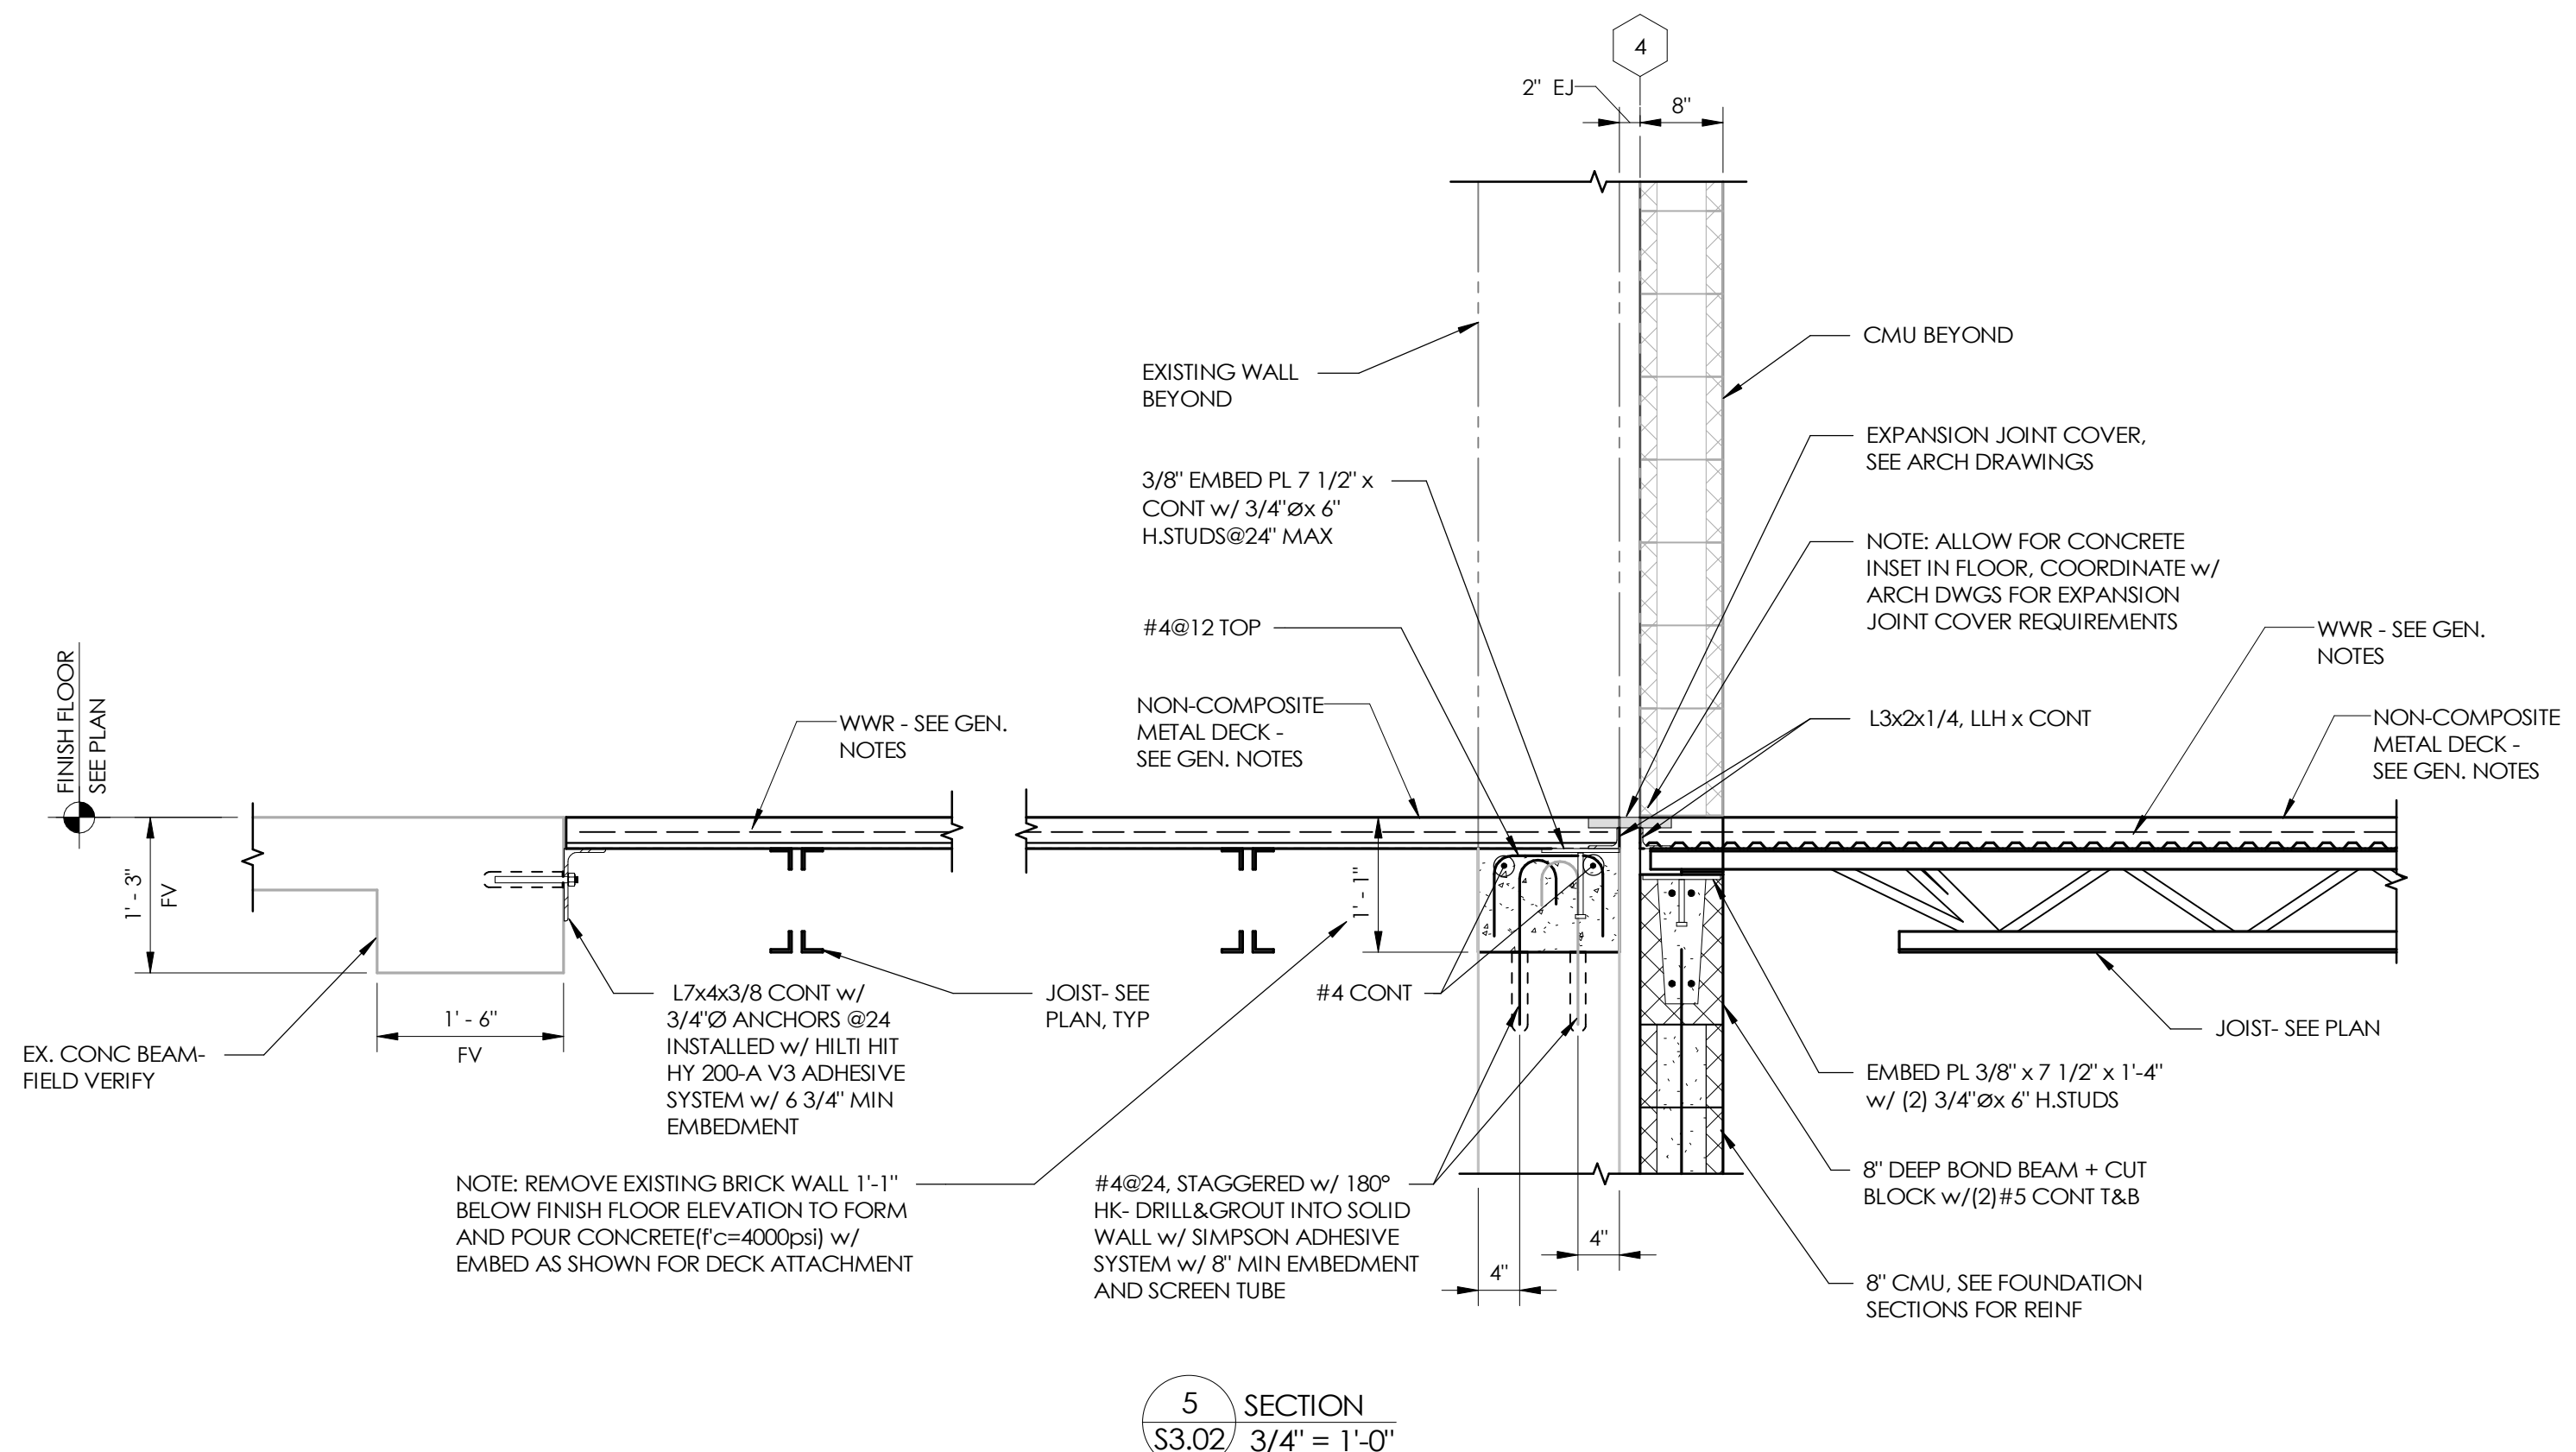 4
2" EJ
8"
EXISTING WALL
BEYOND
CMU BEYOND
EXPANSION JOINT COVER,
SEE ARCH DRAWINGS
3/8" EMBED PL 7 1/2" x
CONT w/ 3/4"Øx 6"
H.STUDS@24" MAX
NOTE: ALLOW FOR CONCRETE
INSET IN FLOOR, COORDINATE w/
ARCH DWGS FOR EXPANSION
JOINT COVER REQUIREMENTS
#4@12 TOP
WWR - SEE GEN.
NOTES
FINISH FLOOR
SEE PLAN
WWR - SEE GEN.
NOTES
NON-COMPOSITE
METAL DECK -
SEE GEN. NOTES
L3x2x1/4, LLH x CONT
NON-COMPOSITE
METAL DECK -
SEE GEN. NOTES
1' - 3"
FV
1' - 1"
1' - 6"
FV
EX. CONC BEAM-
FIELD VERIFY
L7x4x3/8 CONT w/
3/4"Ø ANCHORS @24
INSTALLED w/ HILTI HIT
HY 200-A V3 ADHESIVE
SYSTEM w/ 6 3/4" MIN
EMBEDMENT
JOIST- SEE
PLAN, TYP
#4 CONT
JOIST- SEE PLAN
EMBED PL 3/8" x 7 1/2" x 1'-4"
w/ (2) 3/4"Øx 6" H.STUDS
NOTE: REMOVE EXISTING BRICK WALL 1'-1"
BELOW FINISH FLOOR ELEVATION TO FORM
AND POUR CONCRETE(f'c=4000psi) w/
EMBED AS SHOWN FOR DECK ATTACHMENT
#4@24, STAGGERED w/ 180°
HK- DRILL&GROUT INTO SOLID
WALL w/ SIMPSON ADHESIVE
SYSTEM w/ 8" MIN EMBEDMENT
AND SCREEN TUBE
4"
4"
8" DEEP BOND BEAM + CUT
BLOCK w/(2)#5 CONT T&B
8" CMU, SEE FOUNDATION
SECTIONS FOR REINF
5
S3.02
SECTION
3/4" = 1'-0"